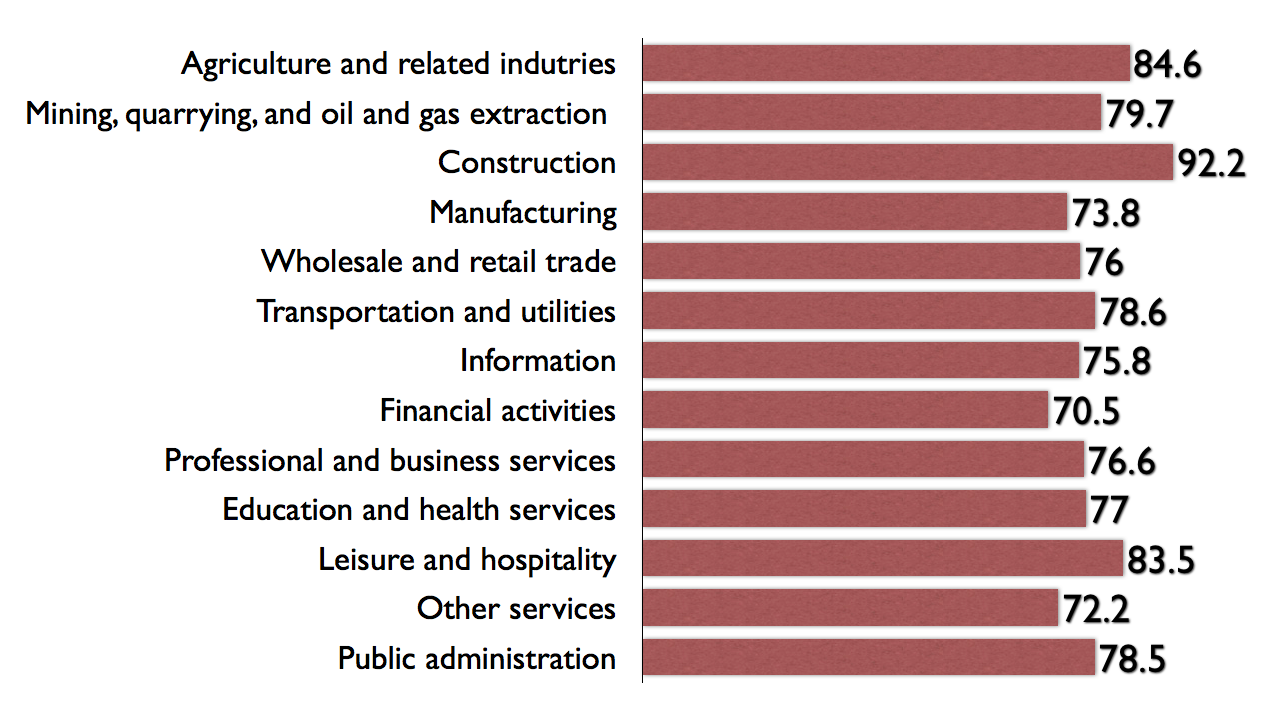 Agriculture and related indutries 84.6
Mining, quarrying, and oil and gas extraction 79.7
Construction 92.2
Manufacturing 73.8
Wholesale and retail trade 76
Transportation and utilities 78.6
Information 75.8
Financial activities 70.5
Professional and business services 76.6
Education and health services 77
Leisure and hospitality 83.5
Other services 72.2
Public administration 78.5